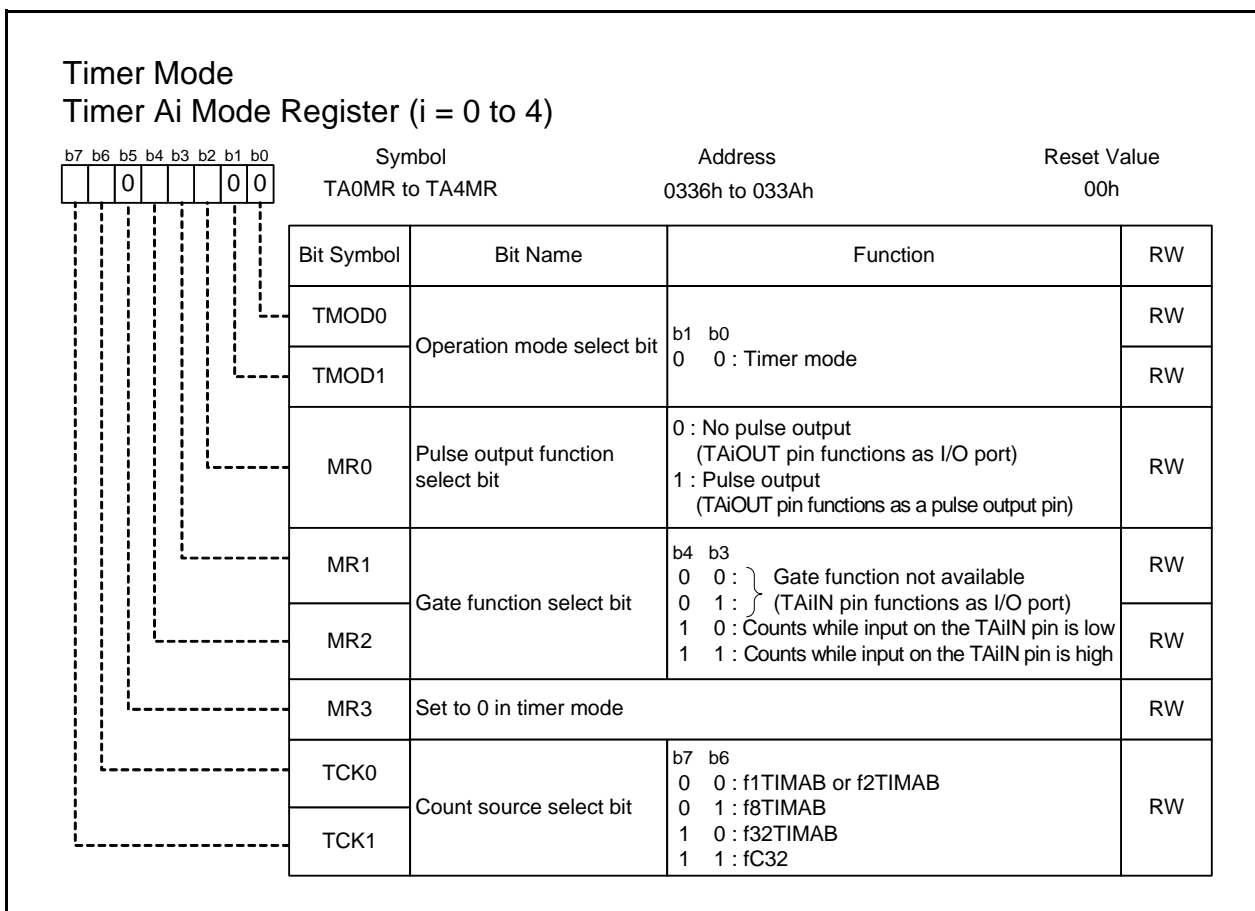 Timer Mode
Timer Ai Mode Register (i = 0 to 4)
b7 b6 b5 b4 b3 b2 b1 b0
0 0 0
Symbol Address Reset Value
TA0MR to TA4MR 0336h to 033Ah 00h
Bit Symbol Bit Name Function RW
TMOD0 RW
Operation mode select bit
b1 b0
0 0 : Timer mode
TMOD1 RW
MR0
Pulse output function
select bit
0 : No pulse output
(TAiOUT pin functions as I/O port)
1 : Pulse output
(TAiOUT pin functions as a pulse output pin)
RW
MR1 RW
Gate function select bit
b4 b3
0 0 : Gate function not available
0 1 : (TAiIN pin functions as I/O port)
1 0 : Counts while input on the TAiIN pin is low
1 1 : Counts while input on the TAiIN pin is high
MR2 RW
MR3 Set to 0 in timer mode RW
TCK0
Count source select bit
b7 b6
0 0 : f1TIMAB or f2TIMAB
0 1 : f8TIMAB
1 0 : f32TIMAB
1 1 : fC32
RW
TCK1